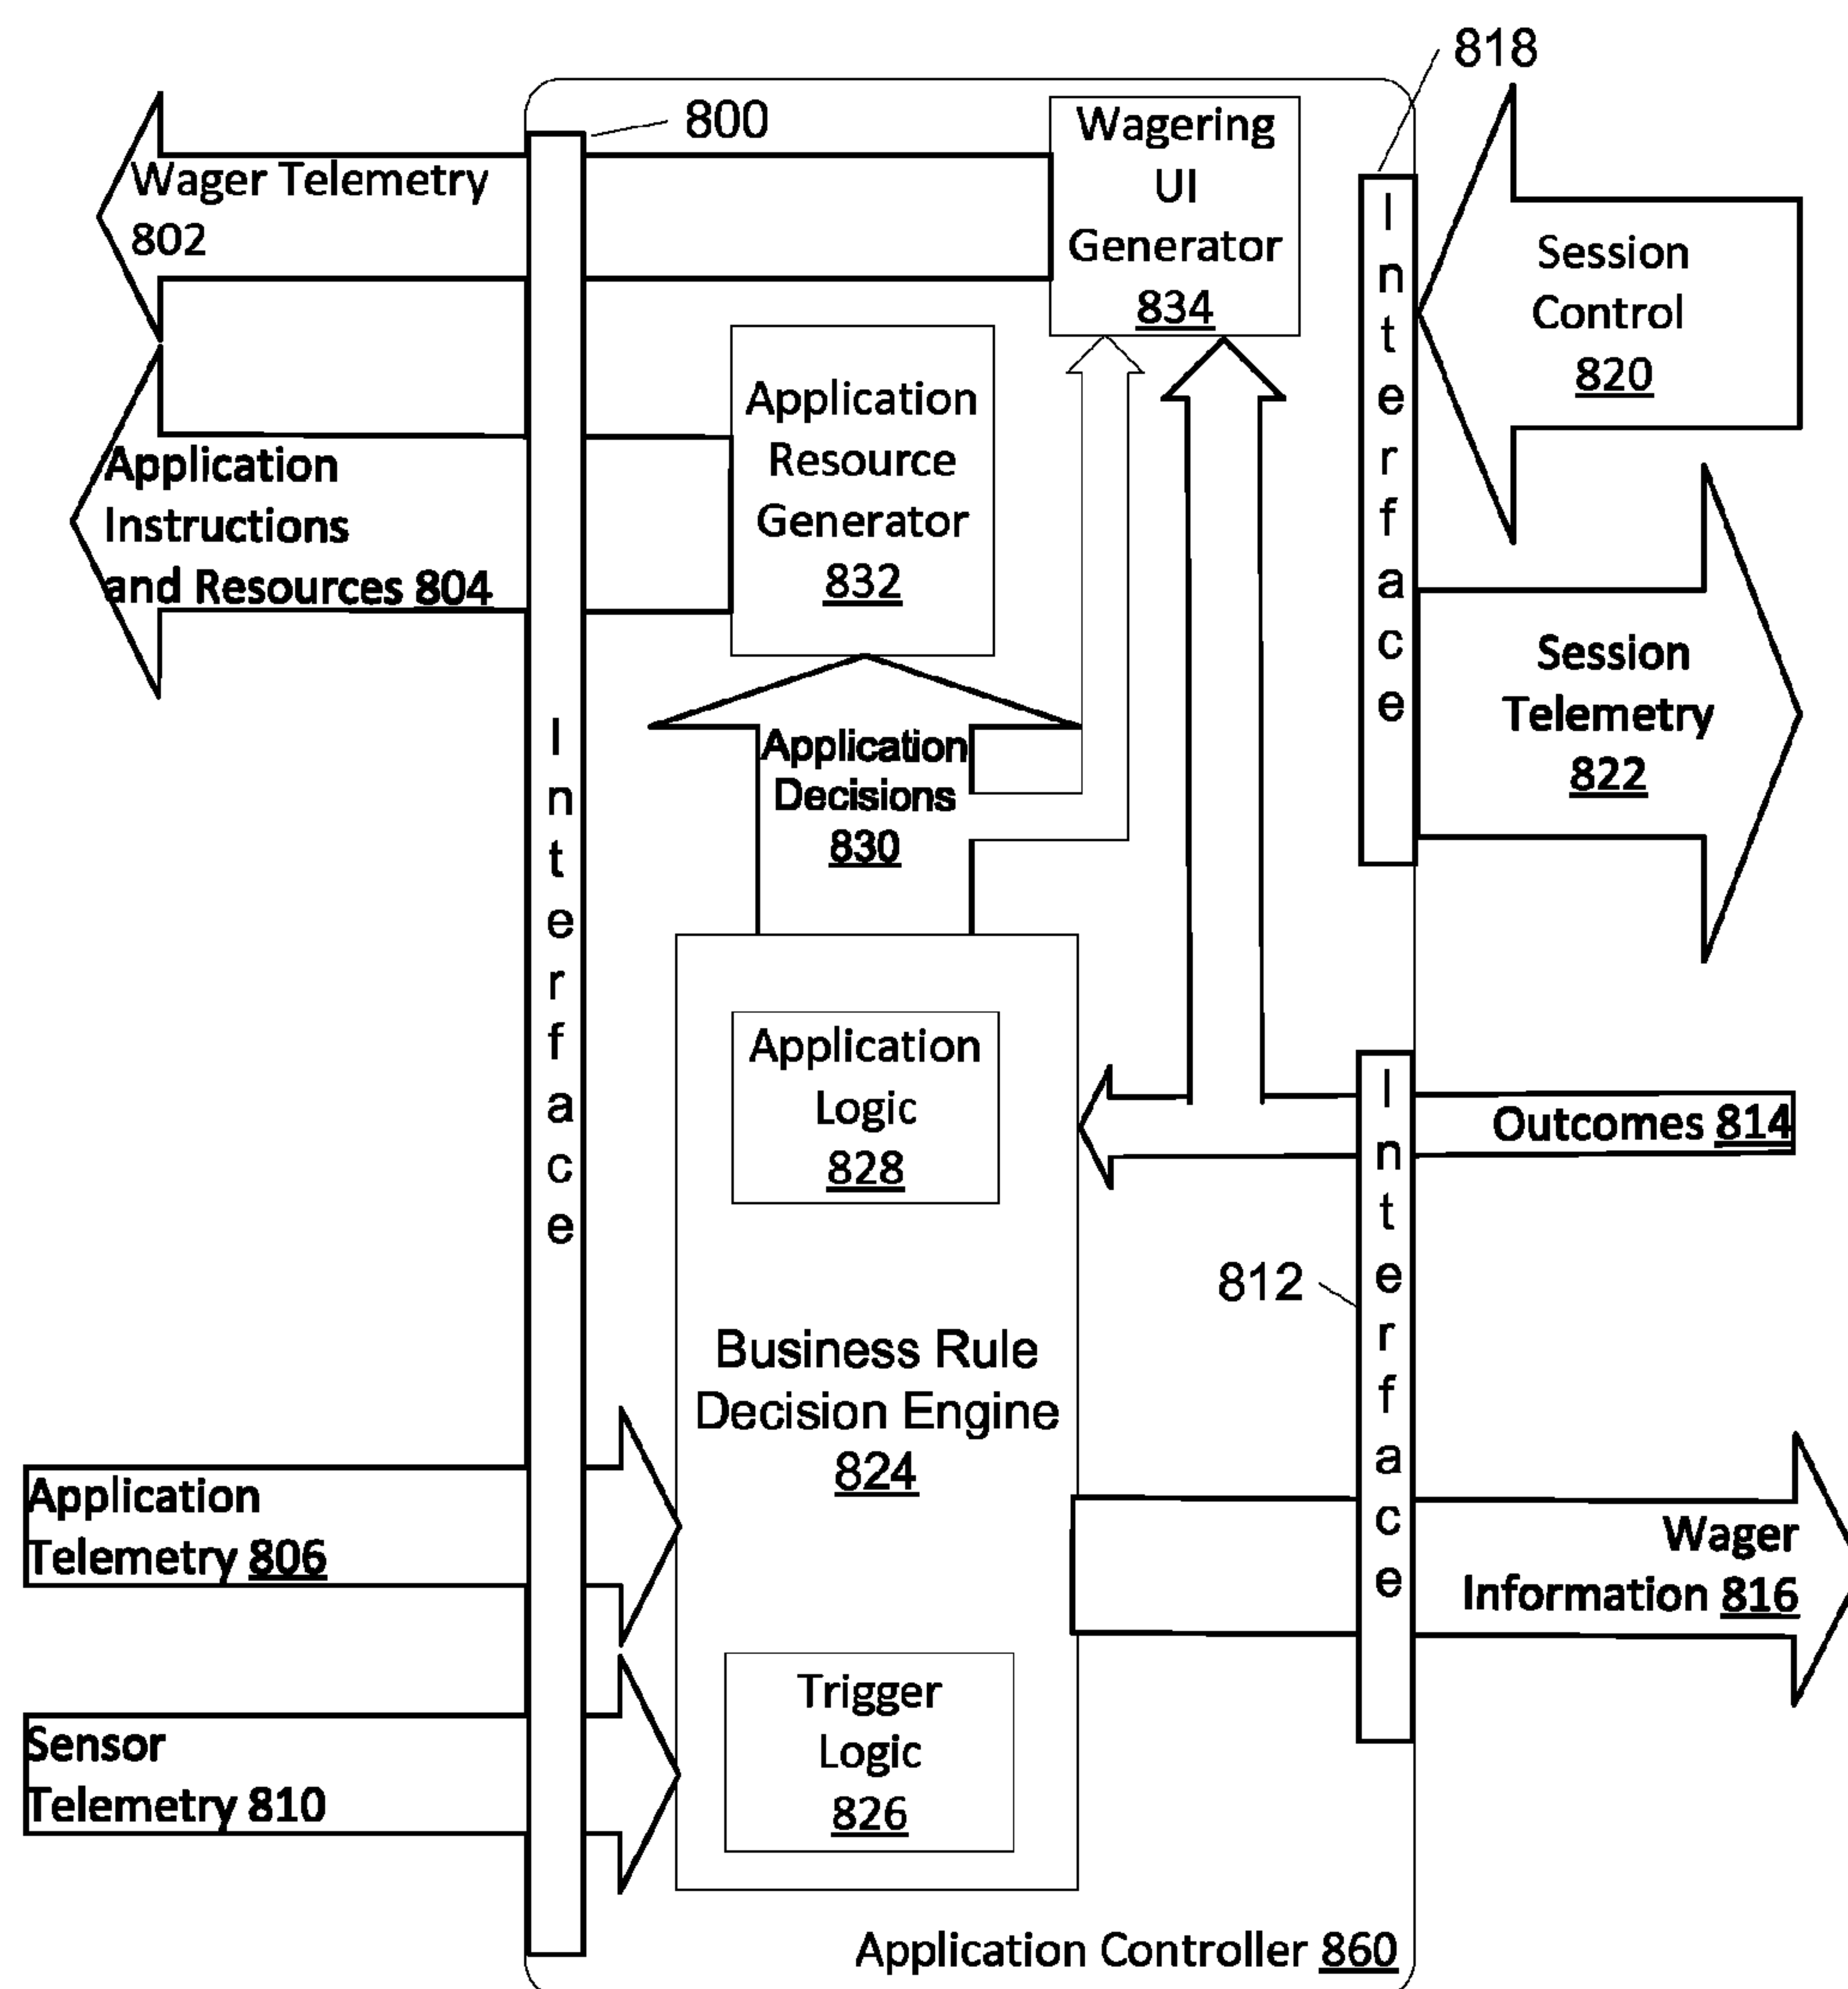 818
800
Wager Telemetry
802
Wagering
UI
Generator
834
Interface
Session
Control
820
Application
Resource
Generator
832
Application
Instructions
and Resources 804
Session
Telemetry
822
Interface
Application
Decisions
830
Application
Logic
828
Interface
Outcomes 814
812
Business Rule
Decision Engine
824
Application
Telemetry 806
Wager
Information 816
Trigger
Logic
826
Sensor
Telemetry 810
Application Controller 860